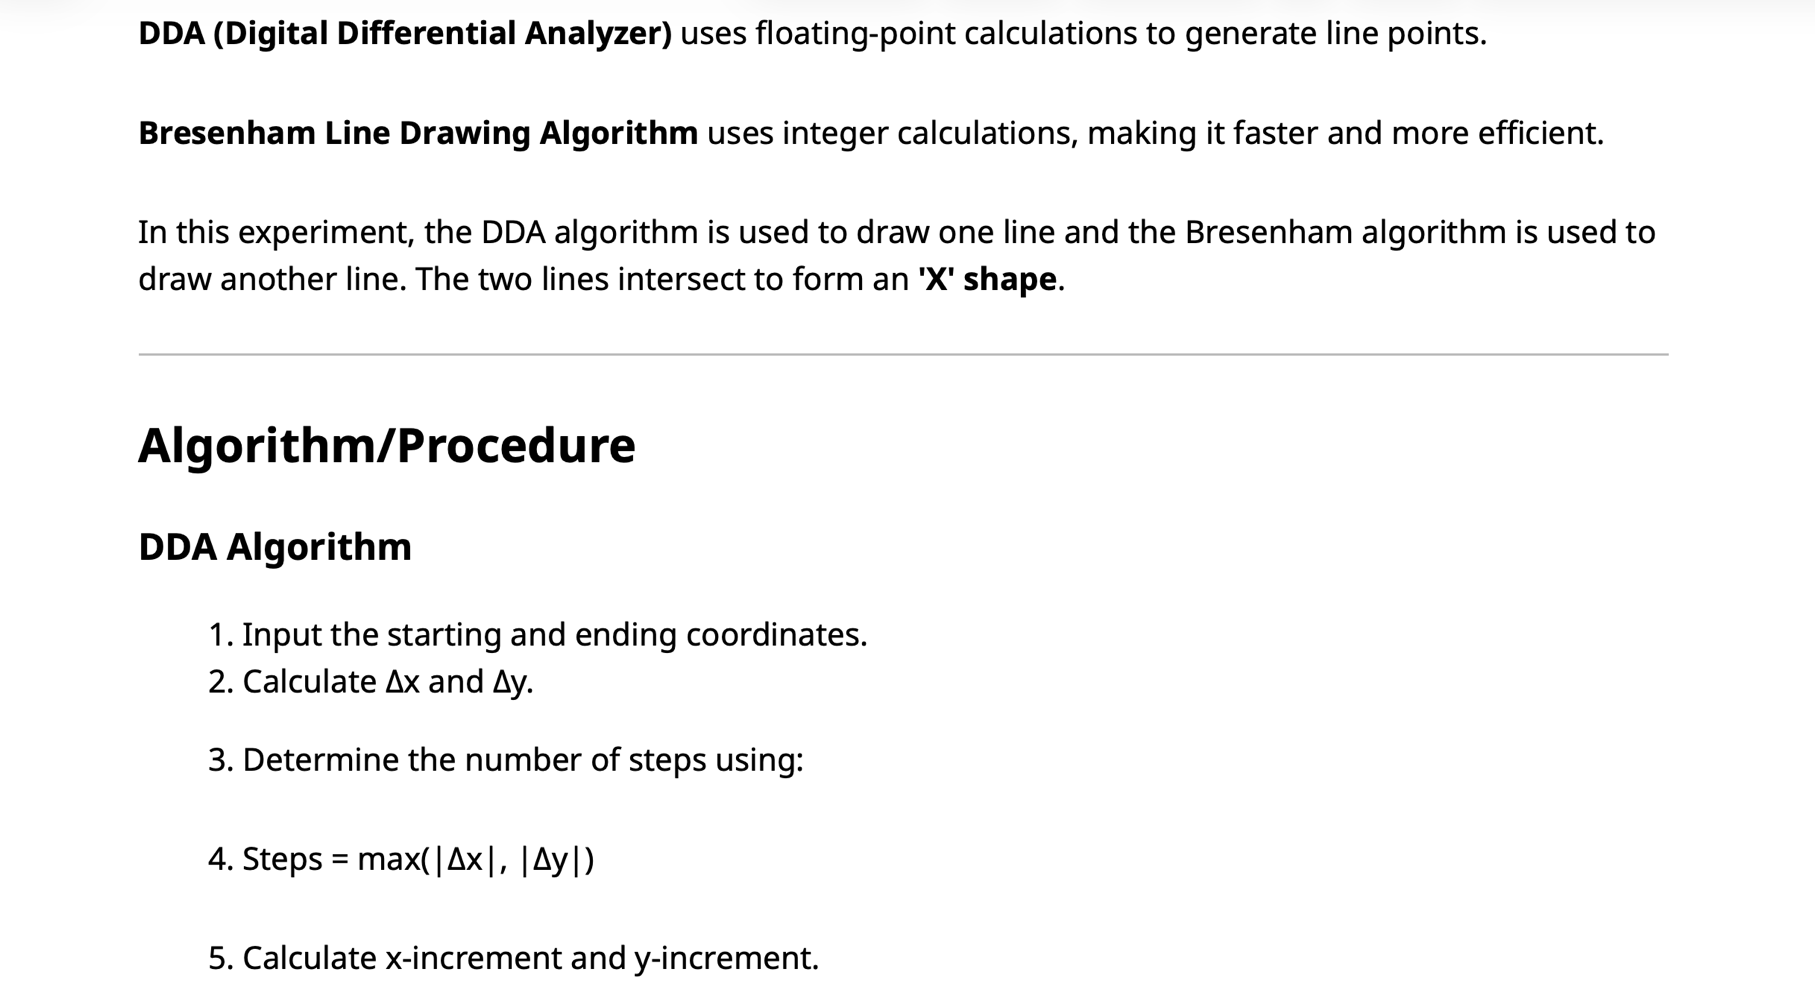 DDA (Digital Differential Analyzer) uses floating-point calculations to generate line points.
Bresenham Line Drawing Algorithm uses integer calculations, making it faster and more efficient.
In this experiment, the DDA algorithm is used to draw one line and the Bresenham algorithm is used to
draw another line. The two lines intersect to form an 'X' shape.
Algorithm/Procedure
DDA Algorithm
1. Input the starting and ending coordinates.
2. Calculate Δx and Δy.
3. Determine the number of steps using:
4. Steps = max(|Δx|, |Δy|)
5. Calculate x-increment and y-increment.